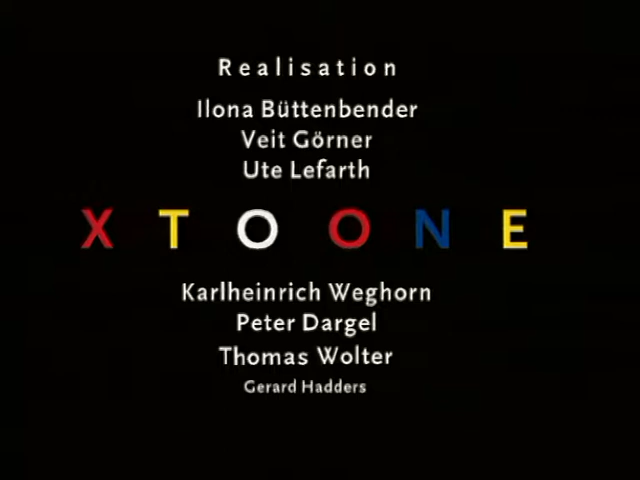 Realisation
Ilona Büttenbender
Veit Görner
Ute Lefarth
XTOONE
Karlheinrich Weghorn
Peter Dargel
Thomas Wolter
Gerard Hadders